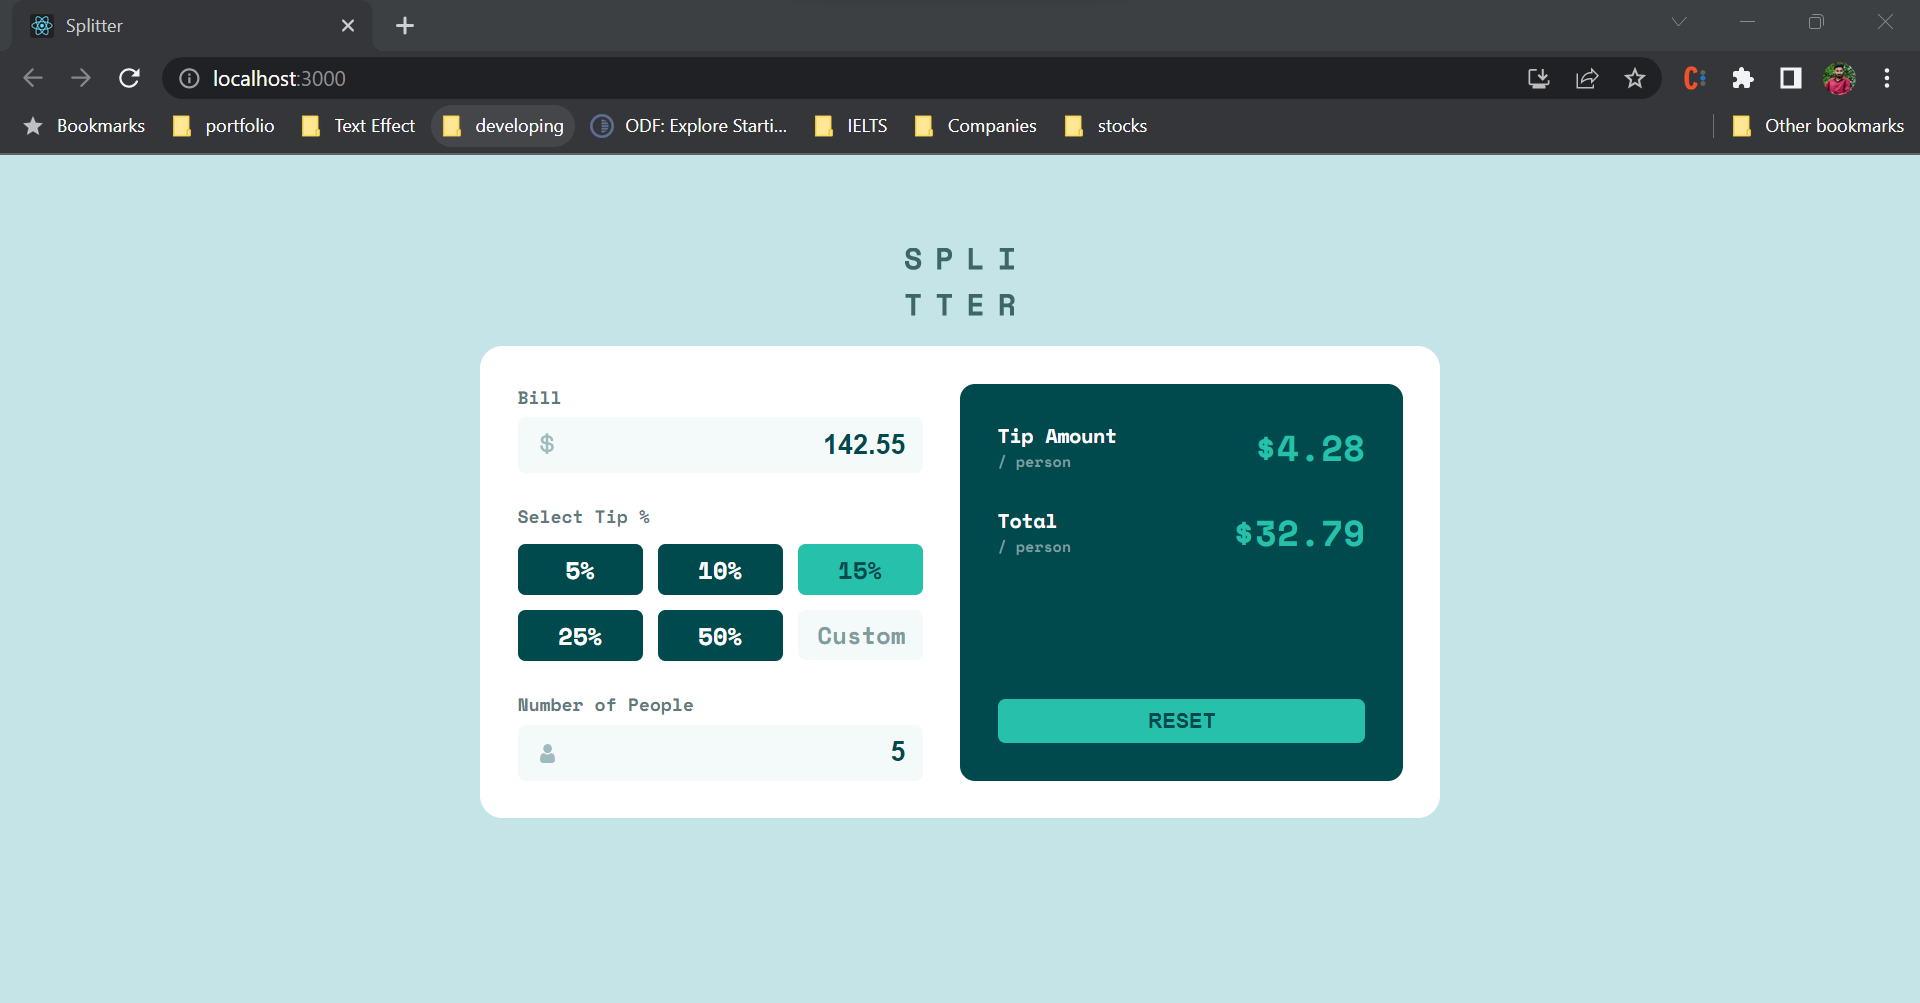 Splitter
localhost:3000
Bookmarks portfolio Text Effect developing ODF: Explore Starti... IELTS Companies stocks Other bookmarks
SPLI
TTER
Bill
$ 142.55
Select Tip %
5% 10% 15%
25% 50% Custom
Number of People
5
Tip Amount
/ person
$4.28
Total
/ person
$32.79
RESET